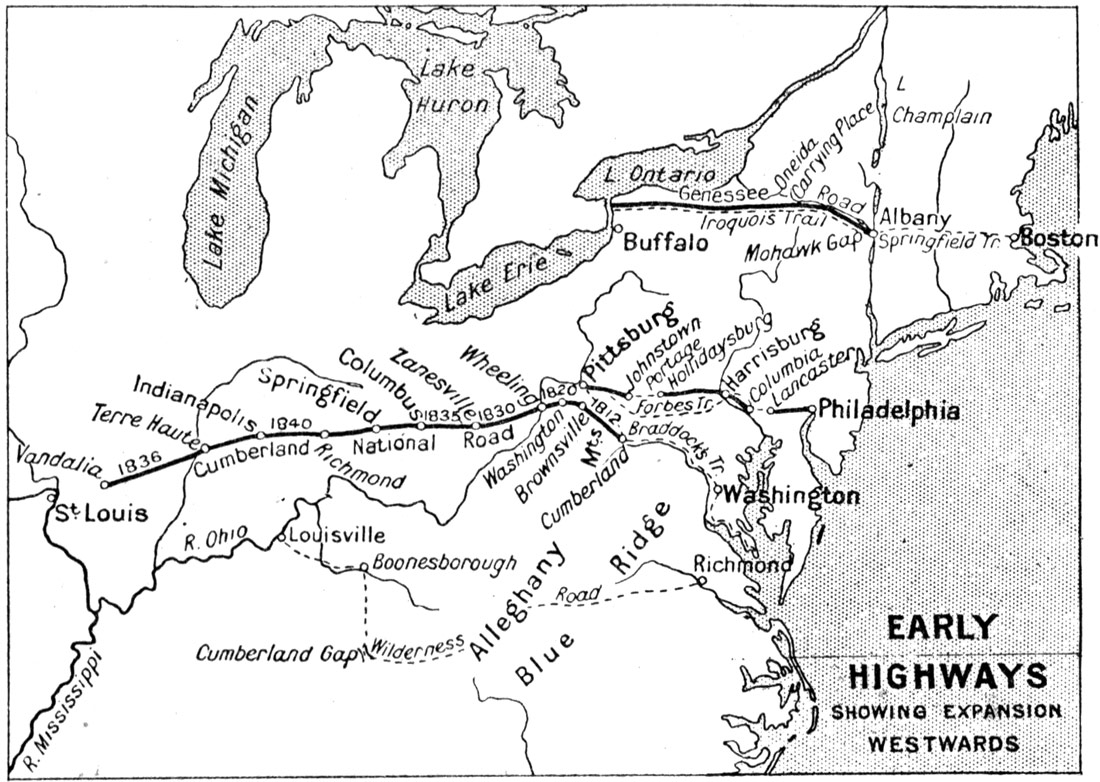 Lake
Huron
Lake Michigan
L
Champlain
L Ontario
Oneida
Carrying Place
Genessee
Road
Iroquois Trail
Albany
Springfield Tr.
Boston
Mohawk Gap
Buffalo
Lake Erie
Pittsburg
Johnstown
Portage
Hollidaysburg
Harrisburg
Columbia
Lancaster
Philadelphia
Forbes Tr.
Wheeling
Zanesville
Columbus
Springfield
Indianapolis
Terre Haute
Vandalia
1836
1840
1835
1830
1820
1812
Cumberland
National
Road
Richmond
Washington
Brownsville
Mts
Cumberland
Braddocks Tr.
Washington
St. Louis
R. Ohio
Louisville
Boonesborough
Alleghany
Ridge
Blue
Richmond
Road
Cumberland Gap
Wilderness
R. Mississippi
EARLY
HIGHWAYS
SHOWING EXPANSION
WESTWARDS